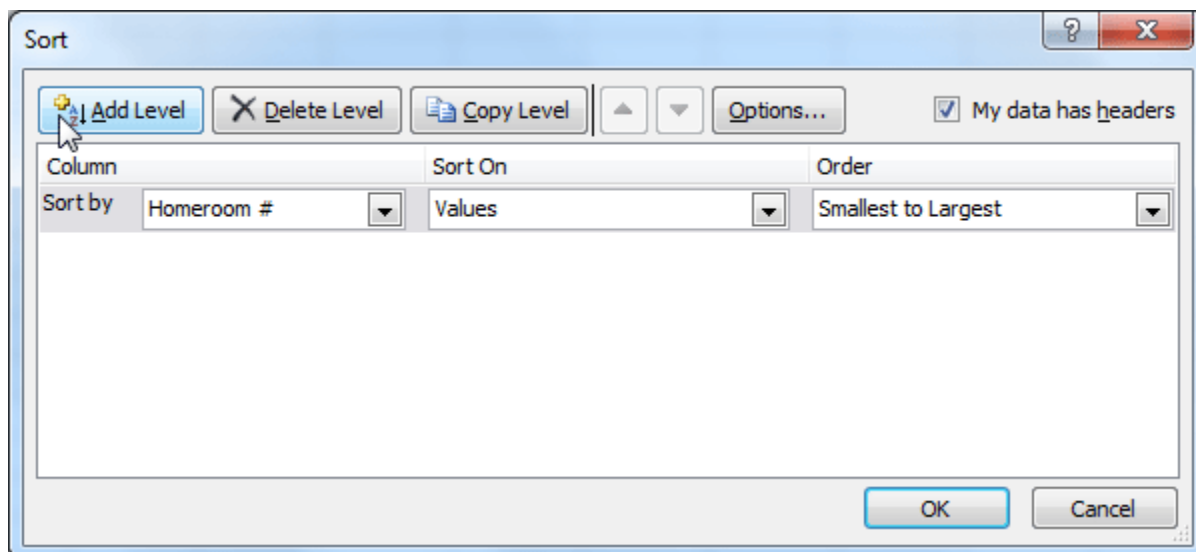 Sort
Add Level Delete Level Copy Level Options... My data has headers
Column Sort On Order
Sort by Homeroom # Values Smallest to Largest
OK Cancel